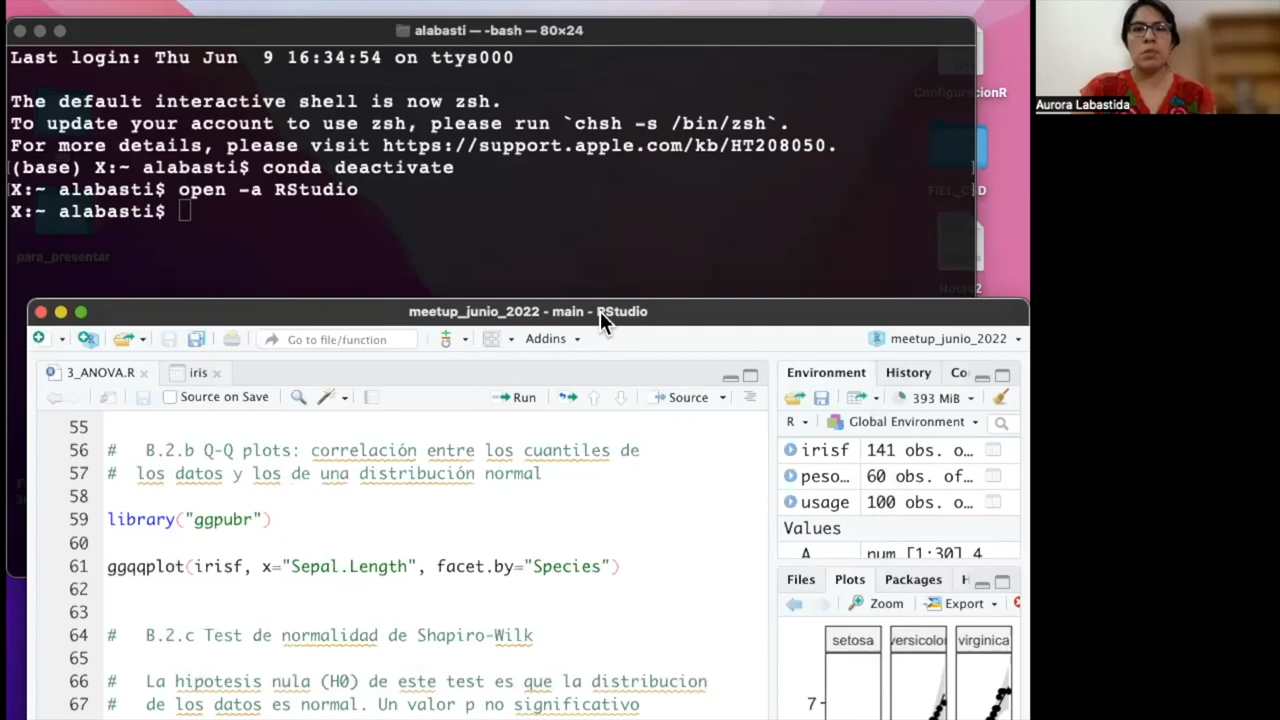 alabasti — -bash — 80×24
Last login: Thu Jun  9 16:34:54 on ttys000
The default interactive shell is now zsh.
To update your account to use zsh, please run `chsh -s /bin/zsh`.
For more details, please visit https://support.apple.com/kb/HT208050.
(base) X:~ alabasti$ conda deactivate
X:~ alabasti$ open -a RStudio
X:~ alabasti$
para_presentar
ConfiguracionR
Notas2
Aurora Labastida
meetup_junio_2022 - main - RStudio
Go to file/function
Addins
meetup_junio_2022
3_ANOVA.R
iris
Source on Save
Run
Source
55
56 #   B.2.b Q-Q plots: correlación entre los cuantiles de
57 #  los datos y los de una distribución normal
58
59 library("ggpubr")
60
61 ggqqplot(irisf, x="Sepal.Length", facet.by="Species")
62
63
64 #   B.2.c Test de normalidad de Shapiro-Wilk
65
66 #   La hipotesis nula (H0) de este test es que la distribucion
67 #   de los datos es normal. Un valor p no significativo
Environment
History
Co
393 MiB
R
Global Environment
irisf 141 obs. o…
peso… 60 obs. of…
usage 100 obs. o…
Values
A num [1:30] 4
Files
Plots
Packages
H
Zoom
Export
setosa
versicolo
virginica
7